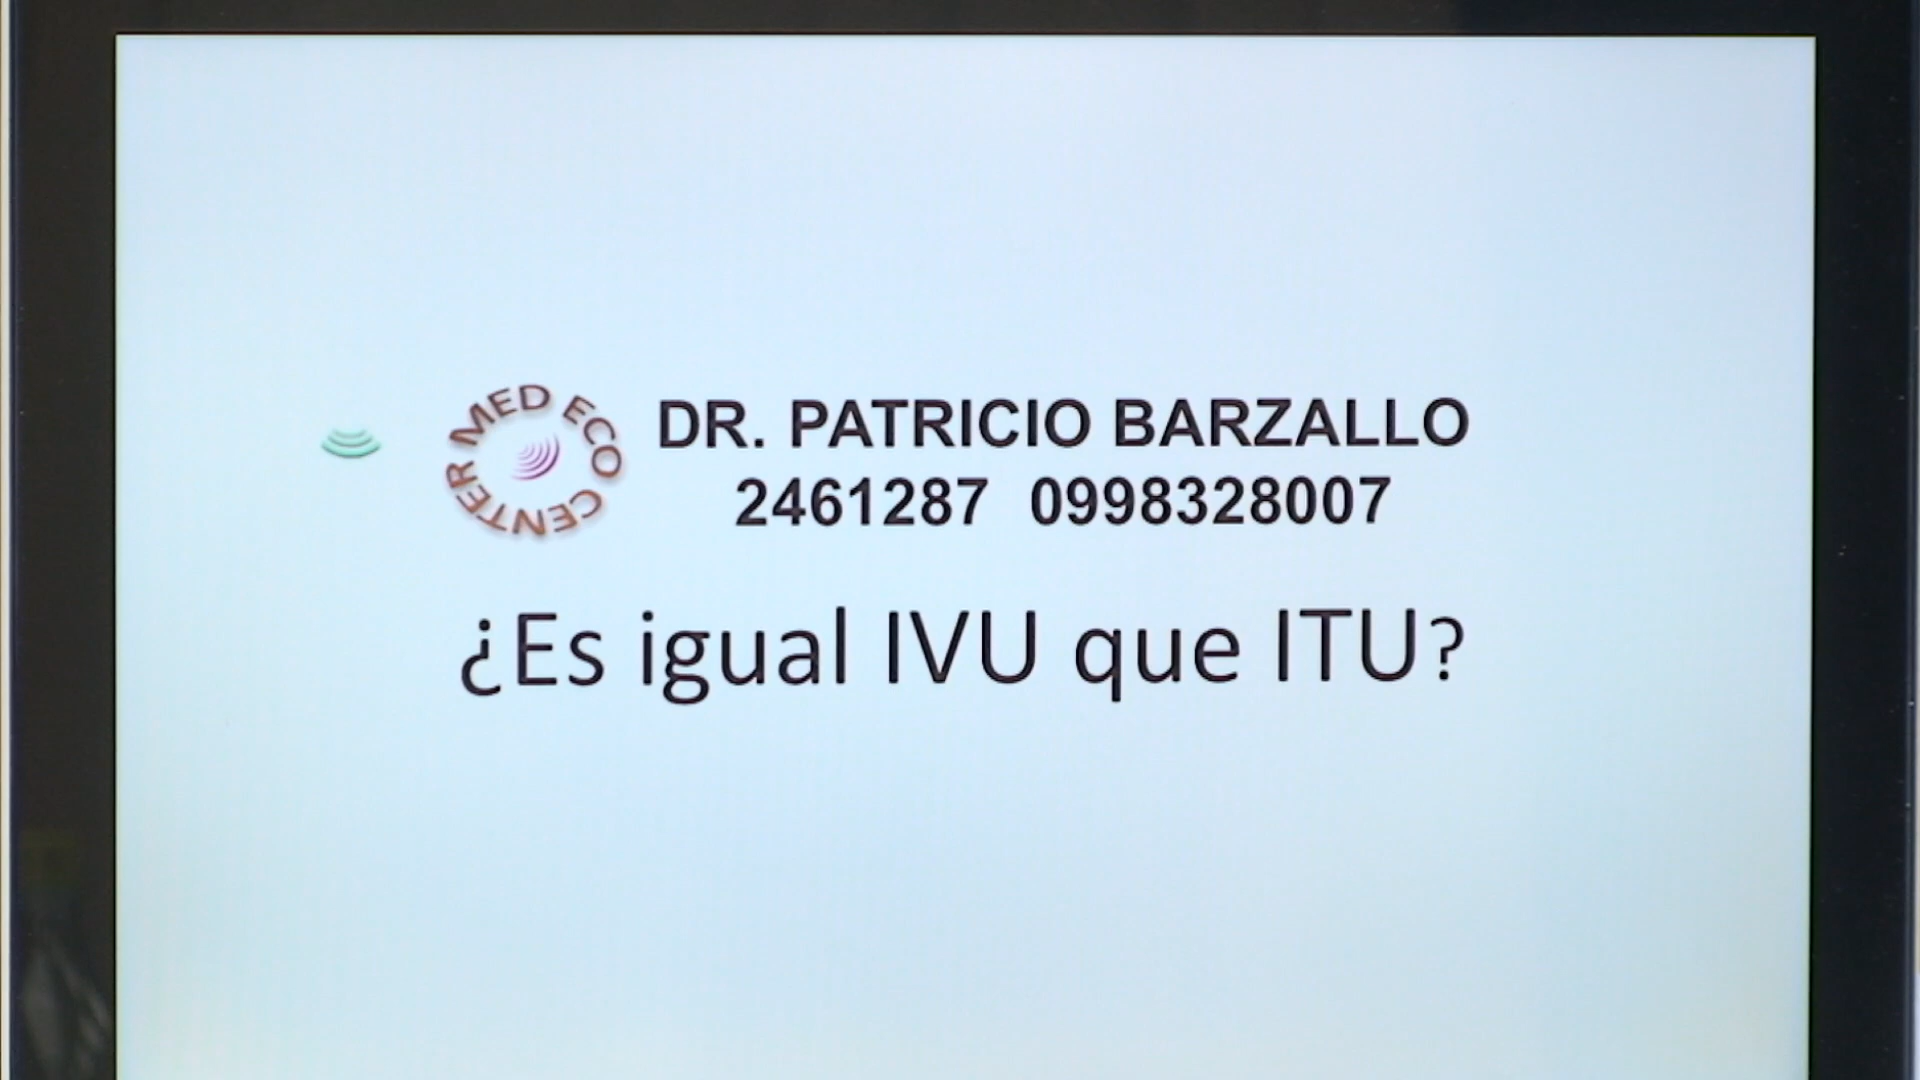 MED ECO CENTER
DR. PATRICIO BARZALLO
2461287 0998328007
¿Es igual IVU que ITU?